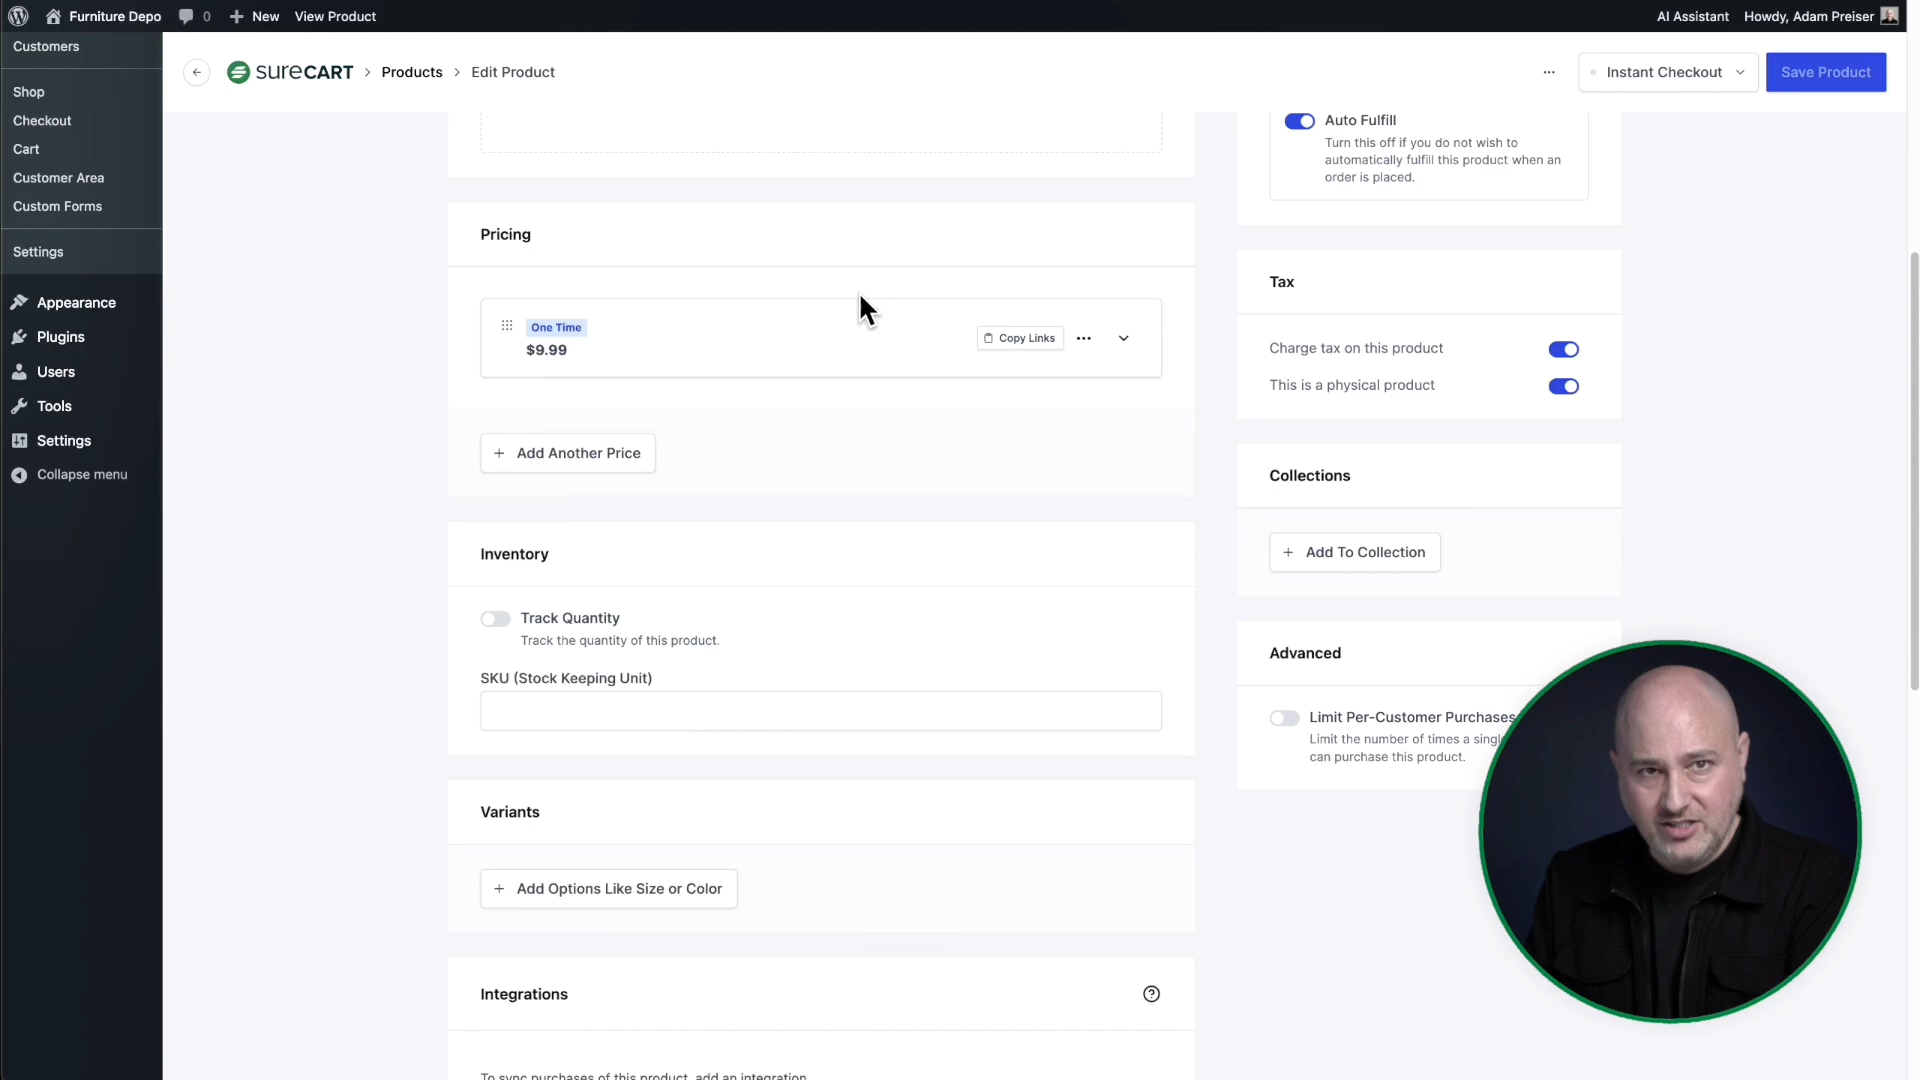 Furniture Depo
0
New
View Product
AI Assistant
Howdy, Adam Preiser
Customers
Shop
Checkout
Cart
Customer Area
Custom Forms
Settings
Appearance
Plugins
Users
Tools
Settings
Collapse menu
SURECART
Products
Edit Product
Instant Checkout
Save Product
Pricing
One Time
$9.99
Copy Links
Add Another Price
Inventory
Track Quantity
Track the quantity of this product.
SKU (Stock Keeping Unit)
Variants
Add Options Like Size or Color
Integrations
To sync purchases of this product, add an integration
Auto Fulfill
Turn this off if you do not wish to
automatically fulfill this product when an
order is placed.
Tax
Charge tax on this product
This is a physical product
Collections
Add To Collection
Advanced
Limit Per-Customer Purchases
Limit the number of times a
can purchase this product.